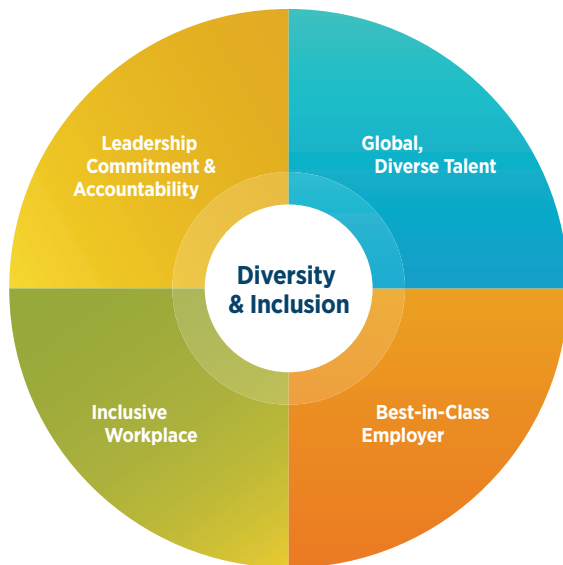 Leadership
Commitment &
Accountability
Global,
Diverse Talent
Diversity
& Inclusion
Inclusive
Workplace
Best-in-Class
Employer